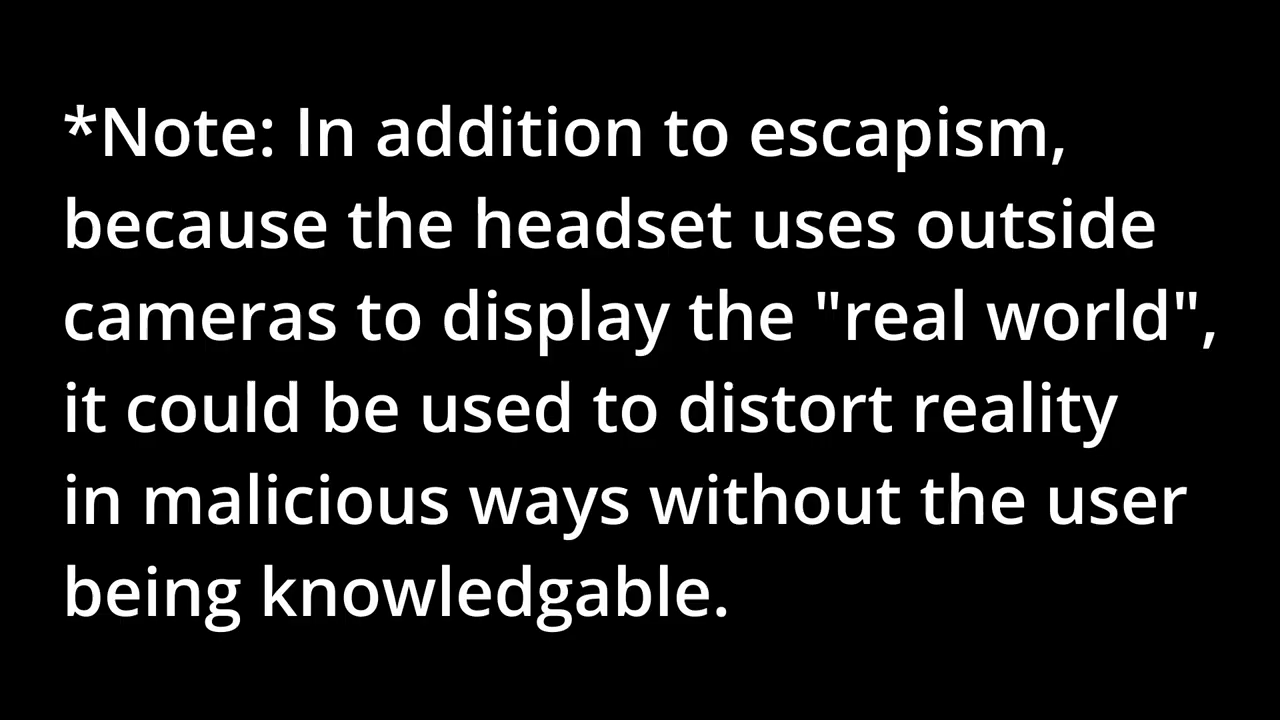 *Note: In addition to escapism,
because the headset uses outside
cameras to display the "real world",
it could be used to distort reality
in malicious ways without the user
being knowledgable.